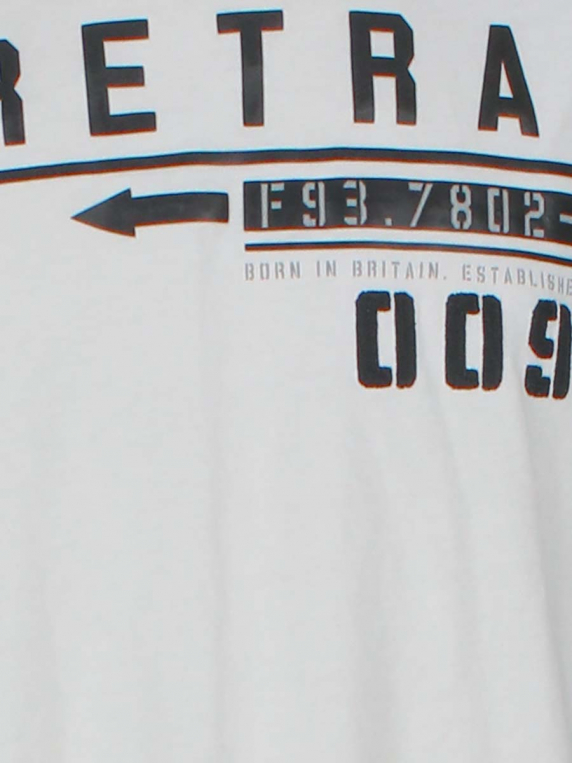 RETRA
F93.7802-
BORN IN BRITAIN. ESTABLISHE
009